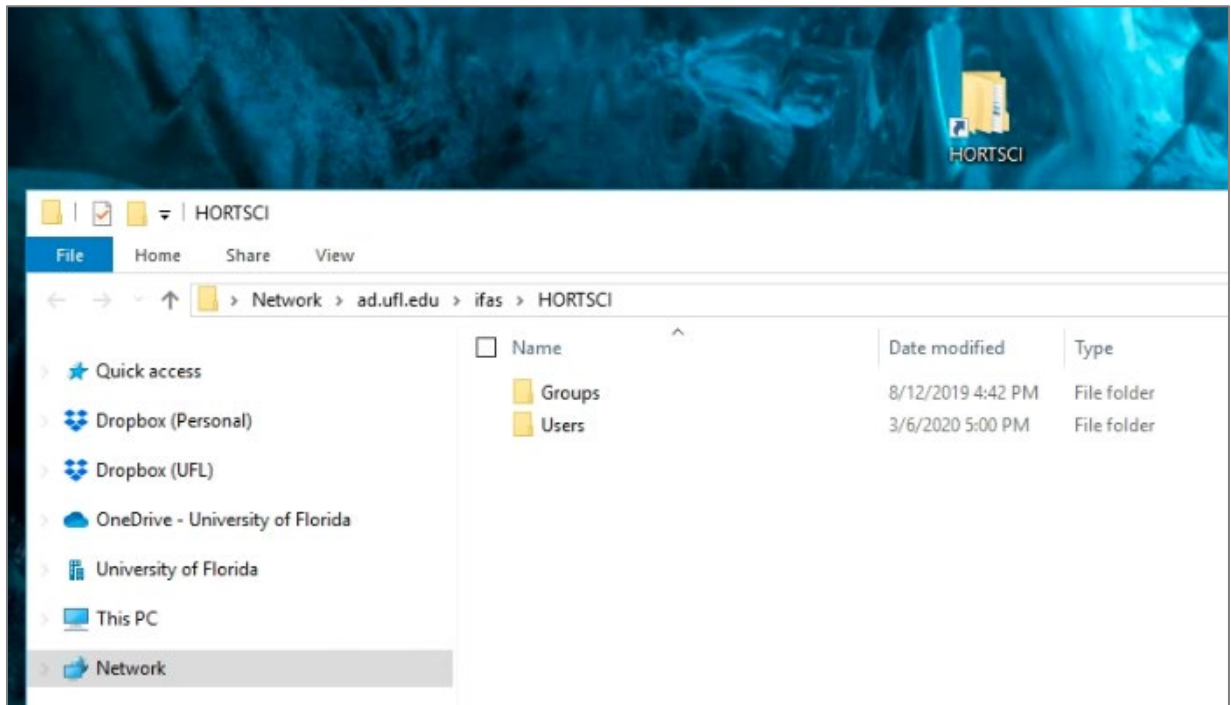 HORTSCI
HORTSCI
File Home Share View
Network > ad.ufl.edu > ifas > HORTSCI
Name Date modified Type
Groups 8/12/2019 4:42 PM File folder
Users 3/6/2020 5:00 PM File folder
Quick access
Dropbox (Personal)
Dropbox (UFL)
OneDrive - University of Florida
University of Florida
This PC
Network